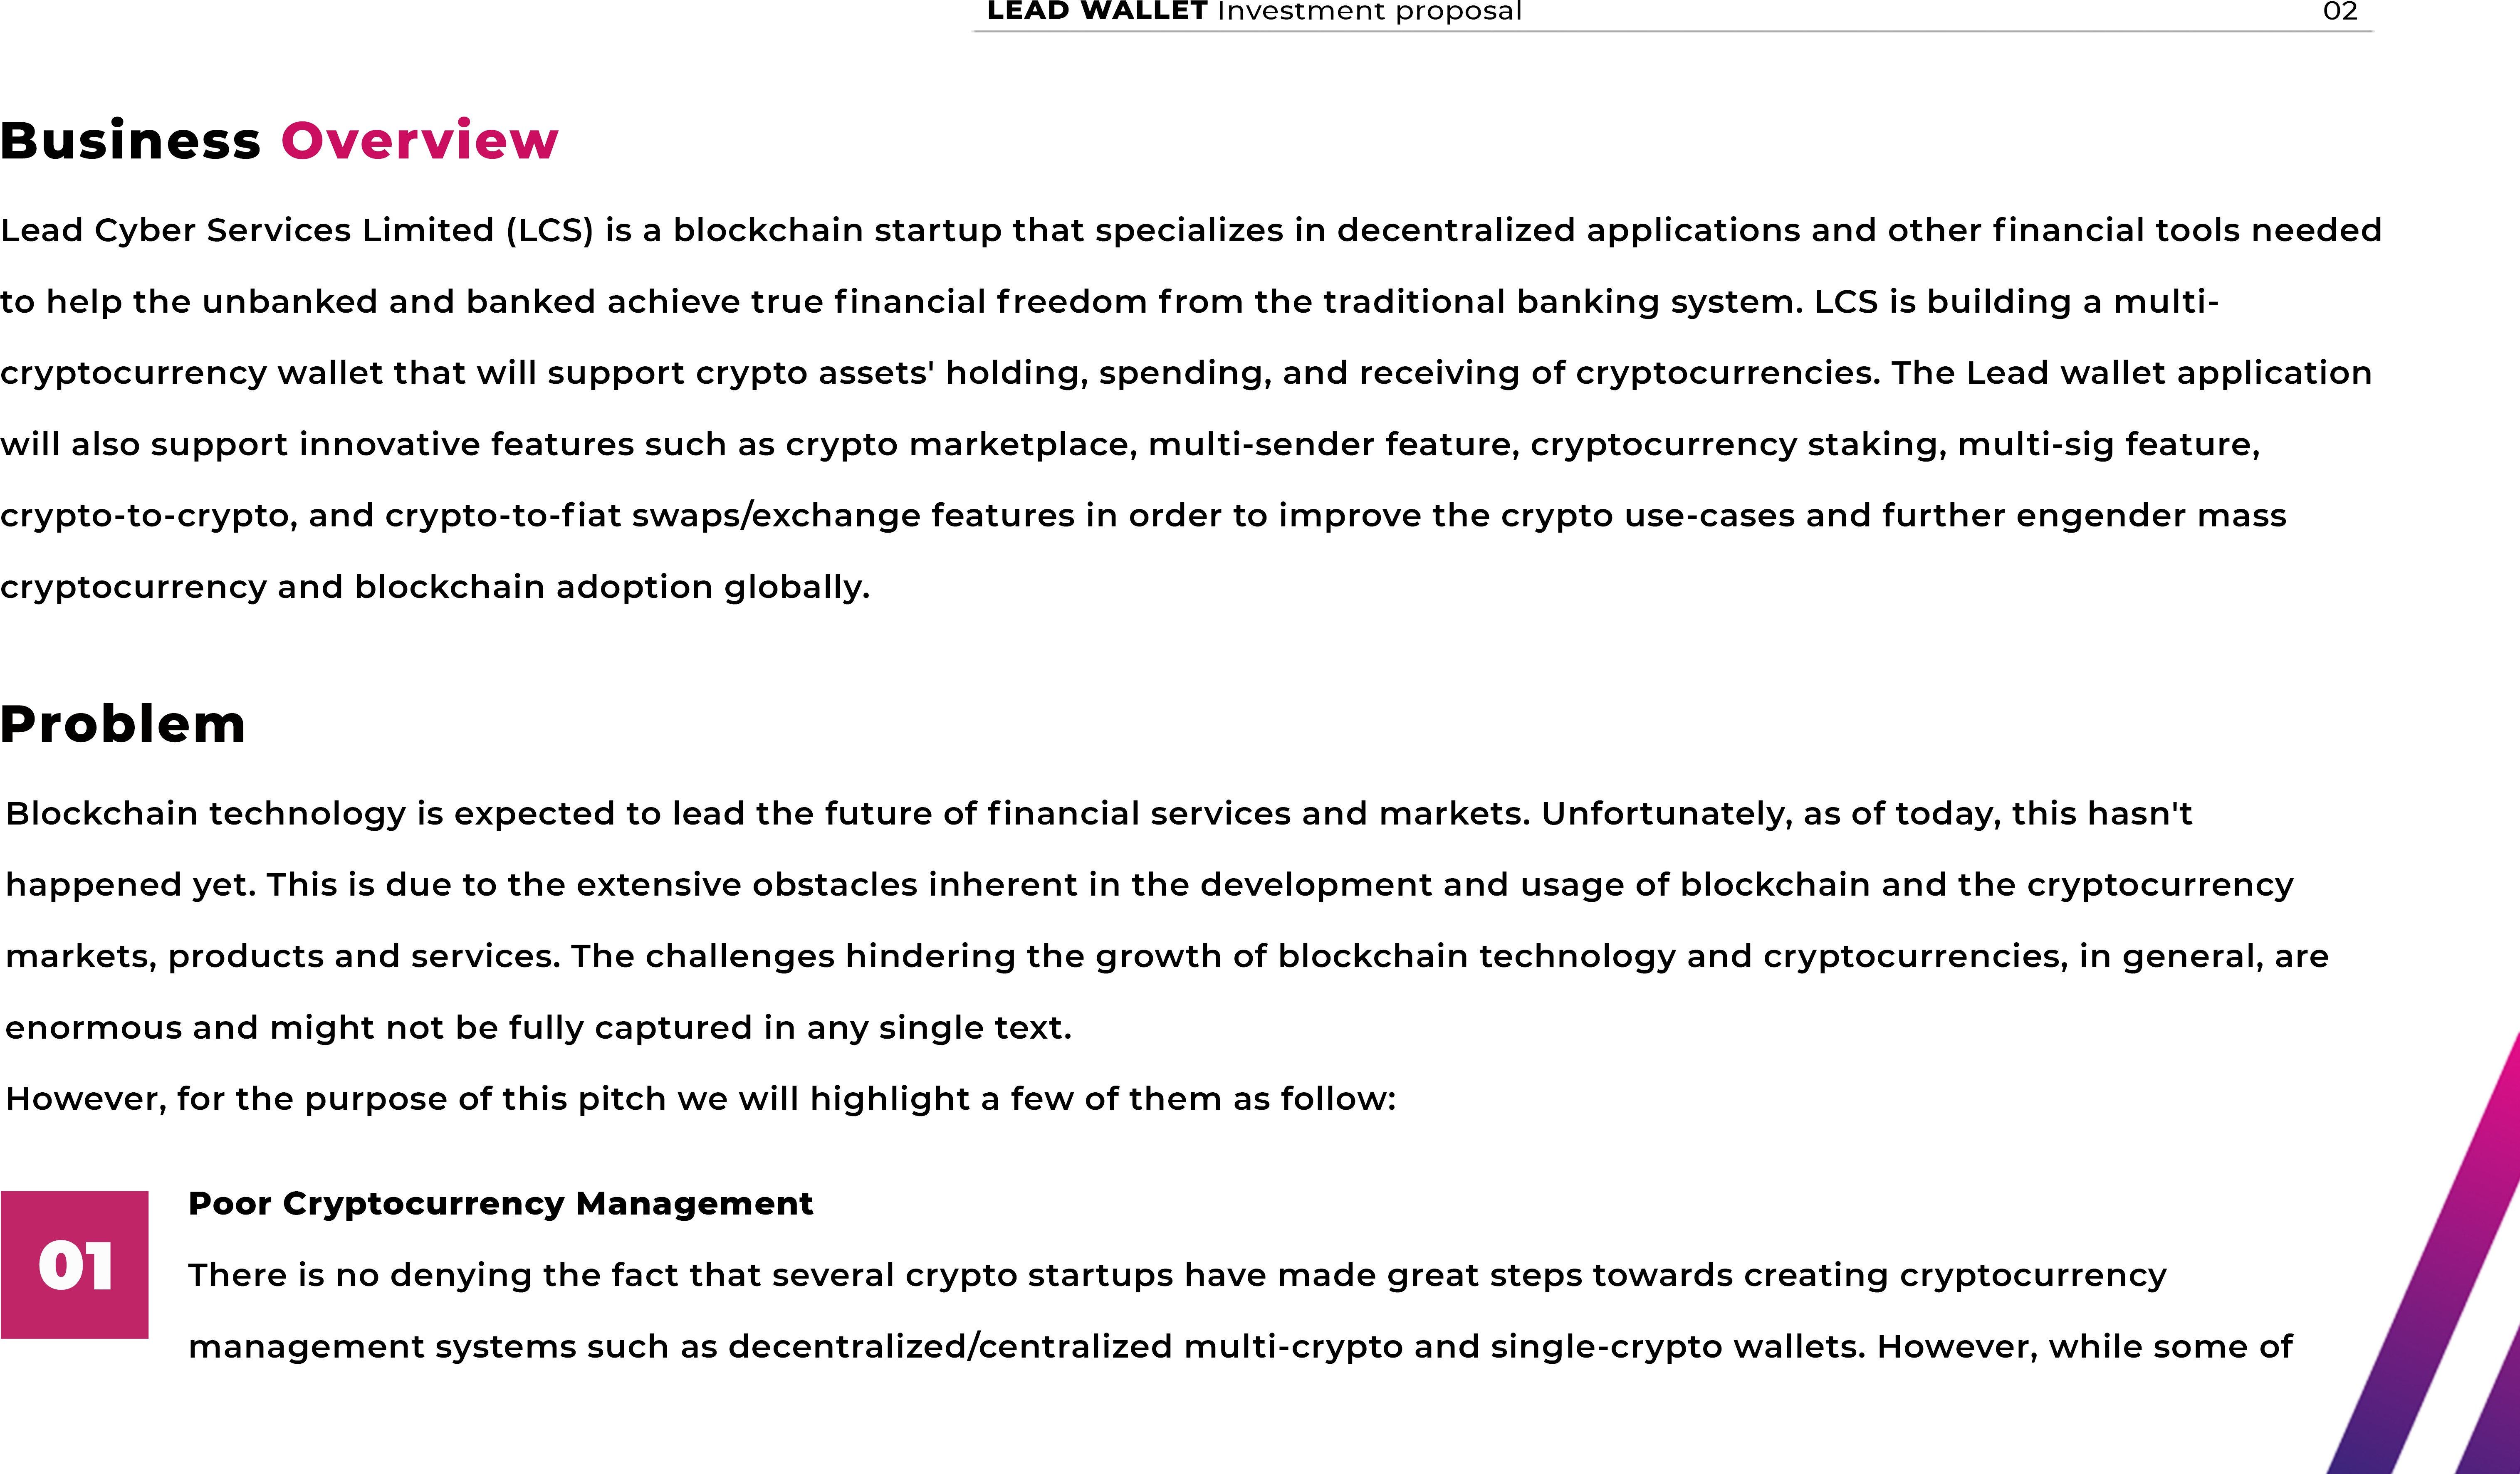 LEAD WALLET Investment proposal 02
Business Overview
Lead Cyber Services Limited (LCS) is a blockchain startup that specializes in decentralized applications and other financial tools needed
to help the unbanked and banked achieve true financial freedom from the traditional banking system. LCS is building a multi-
cryptocurrency wallet that will support crypto assets' holding, spending, and receiving of cryptocurrencies. The Lead wallet application
will also support innovative features such as crypto marketplace, multi-sender feature, cryptocurrency staking, multi-sig feature,
crypto-to-crypto, and crypto-to-fiat swaps/exchange features in order to improve the crypto use-cases and further engender mass
cryptocurrency and blockchain adoption globally.
Problem
Blockchain technology is expected to lead the future of financial services and markets. Unfortunately, as of today, this hasn't
happened yet. This is due to the extensive obstacles inherent in the development and usage of blockchain and the cryptocurrency
markets, products and services. The challenges hindering the growth of blockchain technology and cryptocurrencies, in general, are
enormous and might not be fully captured in any single text.
However, for the purpose of this pitch we will highlight a few of them as follow:
01
Poor Cryptocurrency Management
There is no denying the fact that several crypto startups have made great steps towards creating cryptocurrency
management systems such as decentralized/centralized multi-crypto and single-crypto wallets. However, while some of